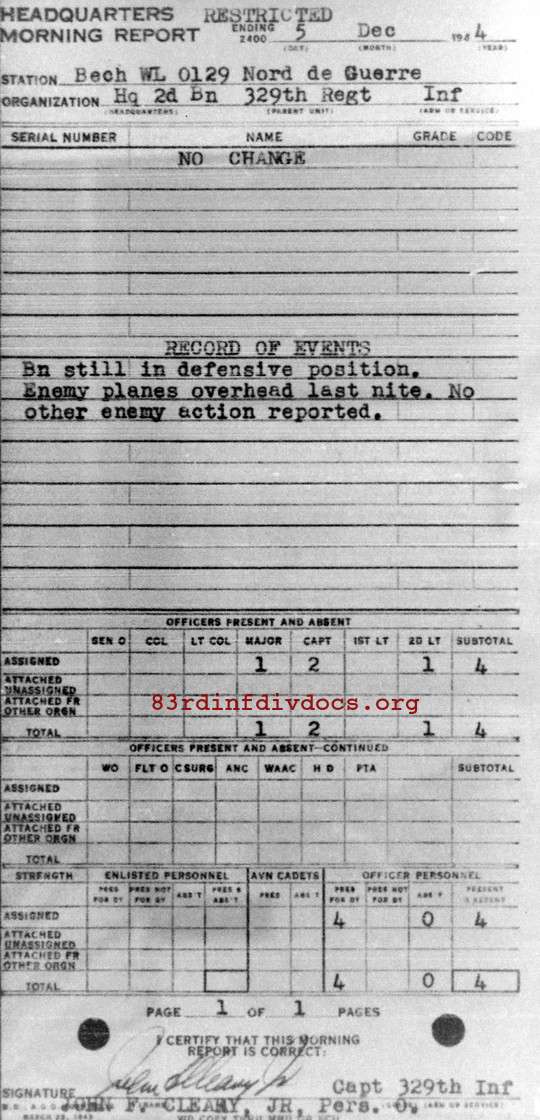 HEADQUARTERS RESTRICTED
MORNING REPORT ENDING 2400 5 Dec 1944
(DAY) (MONTH) (YEAR)
STATION Bech WL 0129 Nord de Guerre
ORGANIZATION Hq 2d Bn 329th Regt Inf
(HEADQUARTERS) (PARENT UNIT) (ARM OR SERVICE)
SERIAL NUMBER NAME GRADE CODE
NO CHANGE
RECORD OF EVENTS
Bn still in defensive position.
Enemy planes overhead last nite. No
other enemy action reported.
OFFICERS PRESENT AND ABSENT
GEN O COL LT COL MAJOR CAPT 1ST LT 2D LT SUBTOTAL
ASSIGNED 1 2 1 4
ATTACHED UNASSIGNED
ATTACHED FR OTHER ORGN
83rdinfdivdocs.org
TOTAL 1 2 1 4
OFFICERS PRESENT AND ABSENT—CONTINUED
WO FLT O C SURG ANC WAAC H D PTA SUBTOTAL
ASSIGNED
ATTACHED UNASSIGNED
ATTACHED FR OTHER ORGN
TOTAL
STRENGTH ENLISTED PERSONNEL AVN CADETS OFFICER PERSONNEL
PRES FOR DY PRES NOT FOR DY ABS'T PRES & ABS'T PRES ABS'T PRES FOR DY PRES NOT FOR DY ABS'T PRESENT & ABSENT
ASSIGNED 4 0 4
ATTACHED UNASSIGNED
ATTACHED FR OTHER ORGN
TOTAL 4 0 4
PAGE 1 OF 1 PAGES
I CERTIFY THAT THIS MORNING
REPORT IS CORRECT:
SIGNATURE John F Cleary Jr Capt 329th Inf
JOHN F. CLEARY, JR, Pers. O.
MARCH 25, 1943